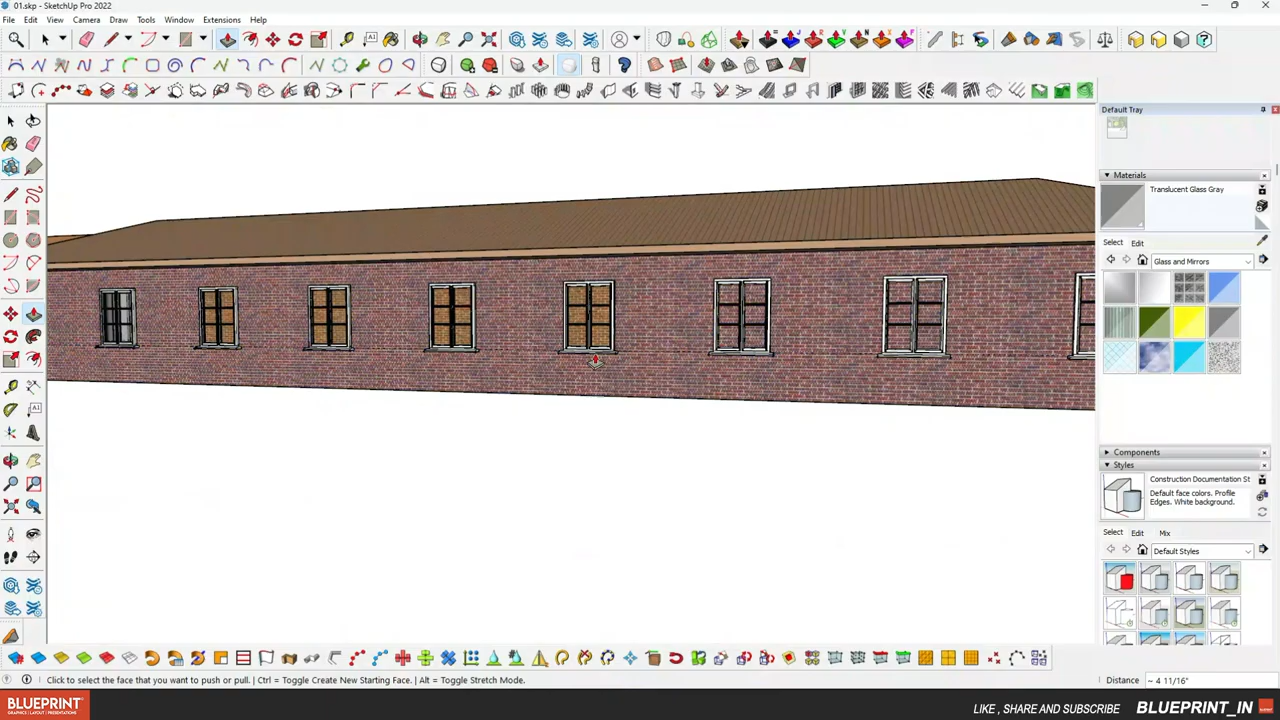 01.skp - SketchUp Pro 2022
File Edit View Camera Draw Tools Window Extensions Help
Default Tray
Materials
Translucent Glass Gray
Select Edit
Glass and Mirrors
Components
Styles
Construction Documentation St
Default face colors. Profile
Edges. White background.
Select Edit Mix
Default Styles
Click to select the face that you want to push or pull. | Ctrl = Toggle Create New Starting Face. | Alt = Toggle Stretch Mode.
Distance ~ 4 11/16"
BLUEPRINT
GRAPHICS | LAYOUT | PRESENTATIONS
LIKE , SHARE AND SUBSCRIBE
BLUEPRINT_IN